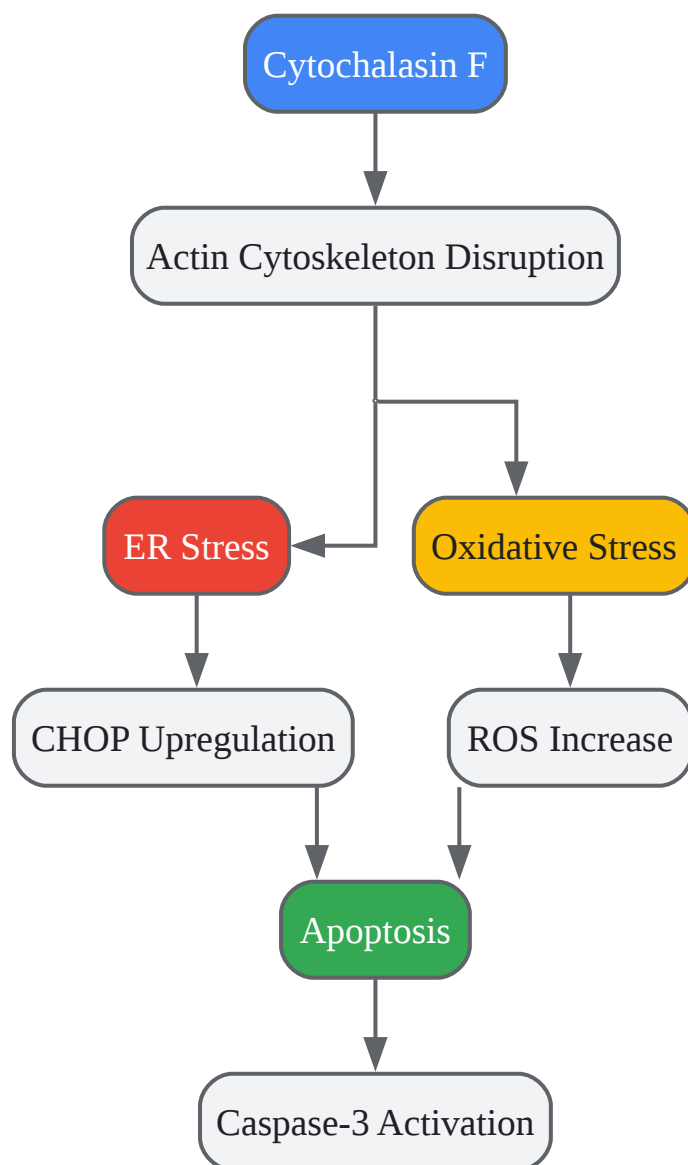 Cytochalasin F
Actin Cytoskeleton Disruption
ER Stress
Oxidative Stress
CHOP Upregulation
ROS Increase
Apoptosis
Caspase-3 Activation